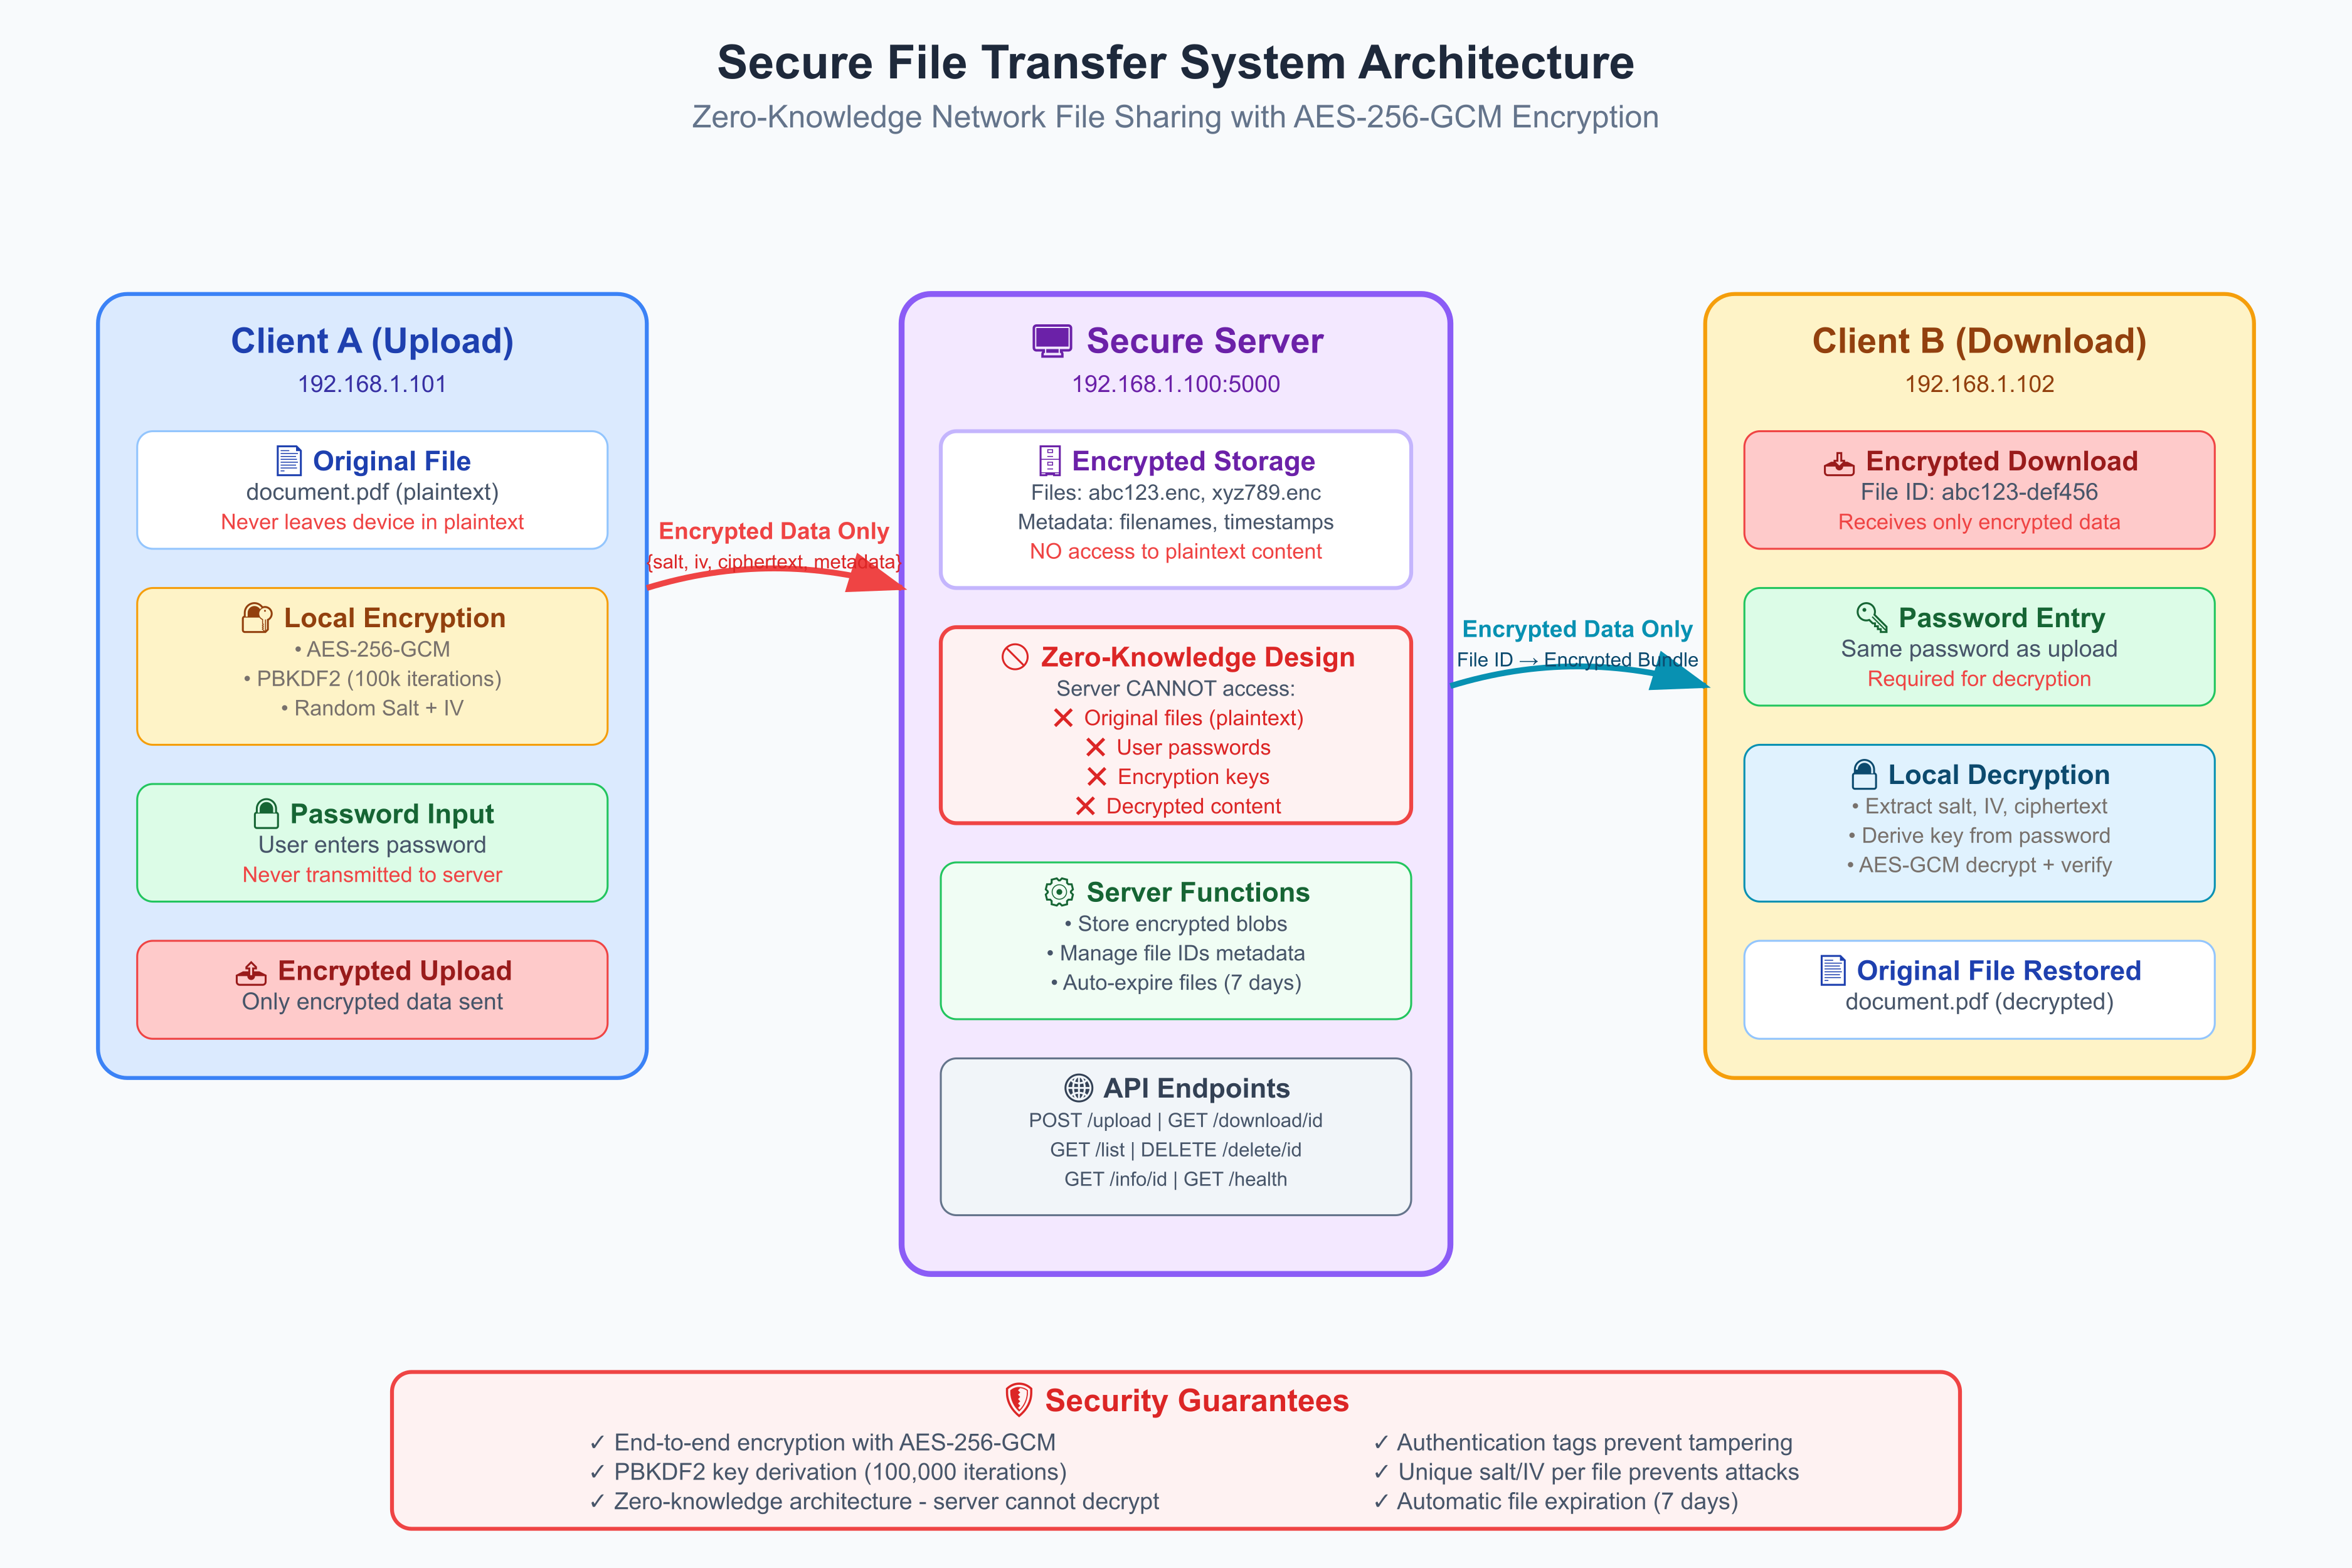 Secure File Transfer System Architecture
Zero-Knowledge Network File Sharing with AES-256-GCM Encryption
Client A (Upload)
192.168.1.101
Original File
document.pdf (plaintext)
Never leaves device in plaintext
Local Encryption
• AES-256-GCM
• PBKDF2 (100k iterations)
• Random Salt + IV
Password Input
User enters password
Never transmitted to server
Encrypted Upload
Only encrypted data sent
Encrypted Data Only
{salt, iv, ciphertext, metadata}
Secure Server
192.168.1.100:5000
Encrypted Storage
Files: abc123.enc, xyz789.enc
Metadata: filenames, timestamps
NO access to plaintext content
Zero-Knowledge Design
Server CANNOT access:
❌ Original files (plaintext)
❌ User passwords
❌ Encryption keys
❌ Decrypted content
Server Functions
• Store encrypted blobs
• Manage file IDs metadata
• Auto-expire files (7 days)
API Endpoints
POST /upload | GET /download/id
GET /list | DELETE /delete/id
GET /info/id | GET /health
Encrypted Data Only
File ID → Encrypted Bundle
Client B (Download)
192.168.1.102
Encrypted Download
File ID: abc123-def456
Receives only encrypted data
Password Entry
Same password as upload
Required for decryption
Local Decryption
• Extract salt, IV, ciphertext
• Derive key from password
• AES-GCM decrypt + verify
Original File Restored
document.pdf (decrypted)
Security Guarantees
✓ End-to-end encryption with AES-256-GCM
✓ PBKDF2 key derivation (100,000 iterations)
✓ Zero-knowledge architecture - server cannot decrypt
✓ Authentication tags prevent tampering
✓ Unique salt/IV per file prevents attacks
✓ Automatic file expiration (7 days)